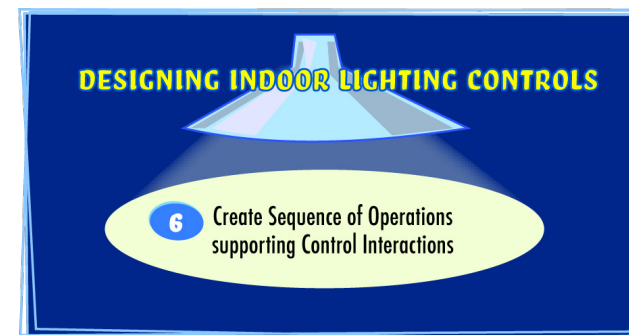 DESIGNING INDOOR LIGHTING CONTROLS
6 Create Sequence of Operations
supporting Control Interactions